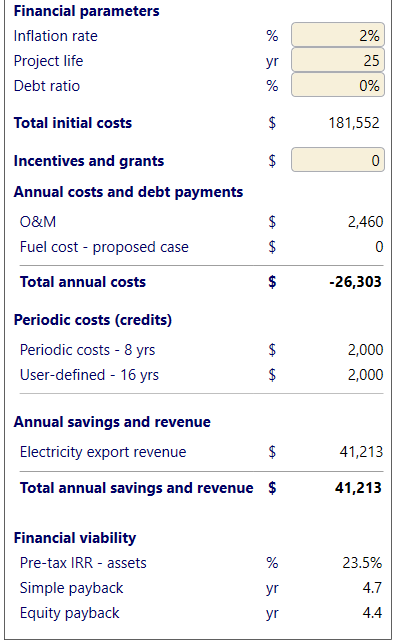 Financial parameters
Inflation rate % 2%
Project life yr 25
Debt ratio % 0%
Total initial costs $ 181,552
Incentives and grants $ 0
Annual costs and debt payments
O&M $ 2,460
Fuel cost - proposed case $ 0
Total annual costs $ -26,303
Periodic costs (credits)
Periodic costs - 8 yrs $ 2,000
User-defined - 16 yrs $ 2,000
Annual savings and revenue
Electricity export revenue $ 41,213
Total annual savings and revenue $ 41,213
Financial viability
Pre-tax IRR - assets % 23.5%
Simple payback yr 4.7
Equity payback yr 4.4